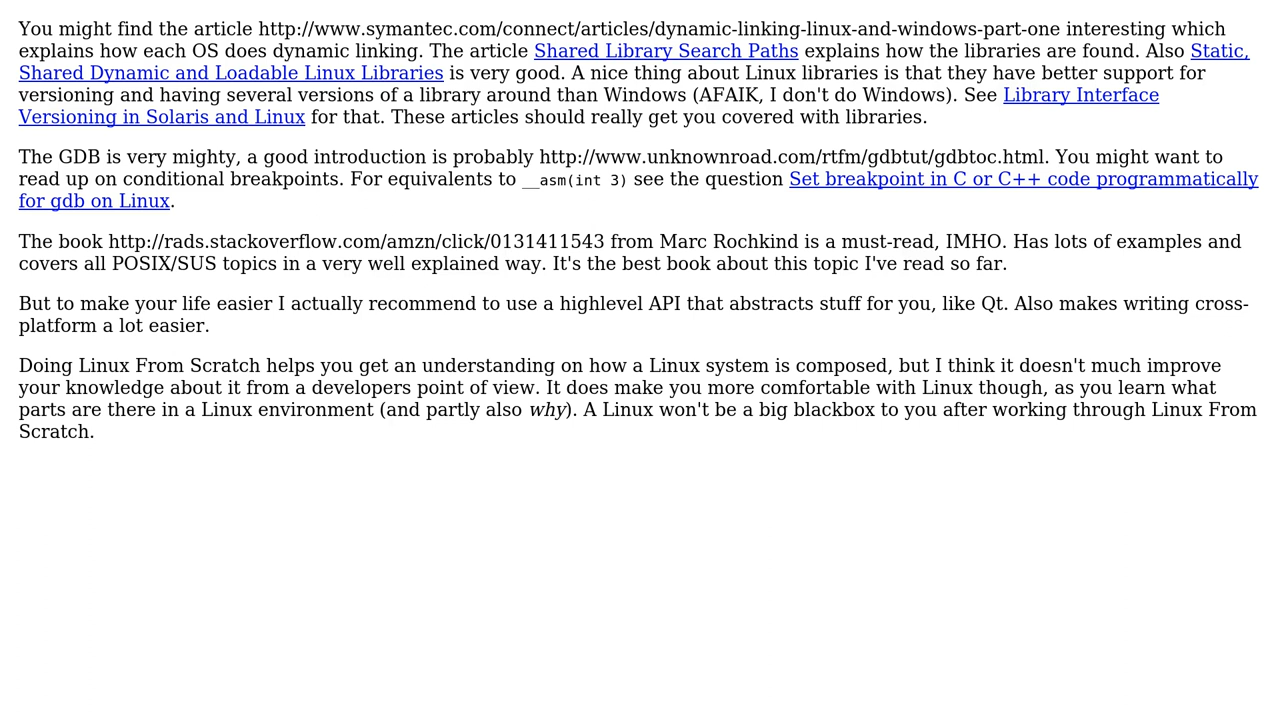 You might find the article http://www.symantec.com/connect/articles/dynamic-linking-linux-and-windows-part-one interesting which
explains how each OS does dynamic linking. The article Shared Library Search Paths explains how the libraries are found. Also Static,
Shared Dynamic and Loadable Linux Libraries is very good. A nice thing about Linux libraries is that they have better support for
versioning and having several versions of a library around than Windows (AFAIK, I don't do Windows). See Library Interface
Versioning in Solaris and Linux for that. These articles should really get you covered with libraries.
The GDB is very mighty, a good introduction is probably http://www.unknownroad.com/rtfm/gdbtut/gdbtoc.html. You might want to
read up on conditional breakpoints. For equivalents to __asm(int 3) see the question Set breakpoint in C or C++ code programmatically
for gdb on Linux.
The book http://rads.stackoverflow.com/amzn/click/0131411543 from Marc Rochkind is a must-read, IMHO. Has lots of examples and
covers all POSIX/SUS topics in a very well explained way. It's the best book about this topic I've read so far.
But to make your life easier I actually recommend to use a highlevel API that abstracts stuff for you, like Qt. Also makes writing cross-
platform a lot easier.
Doing Linux From Scratch helps you get an understanding on how a Linux system is composed, but I think it doesn't much improve
your knowledge about it from a developers point of view. It does make you more comfortable with Linux though, as you learn what
parts are there in a Linux environment (and partly also why). A Linux won't be a big blackbox to you after working through Linux From
Scratch.